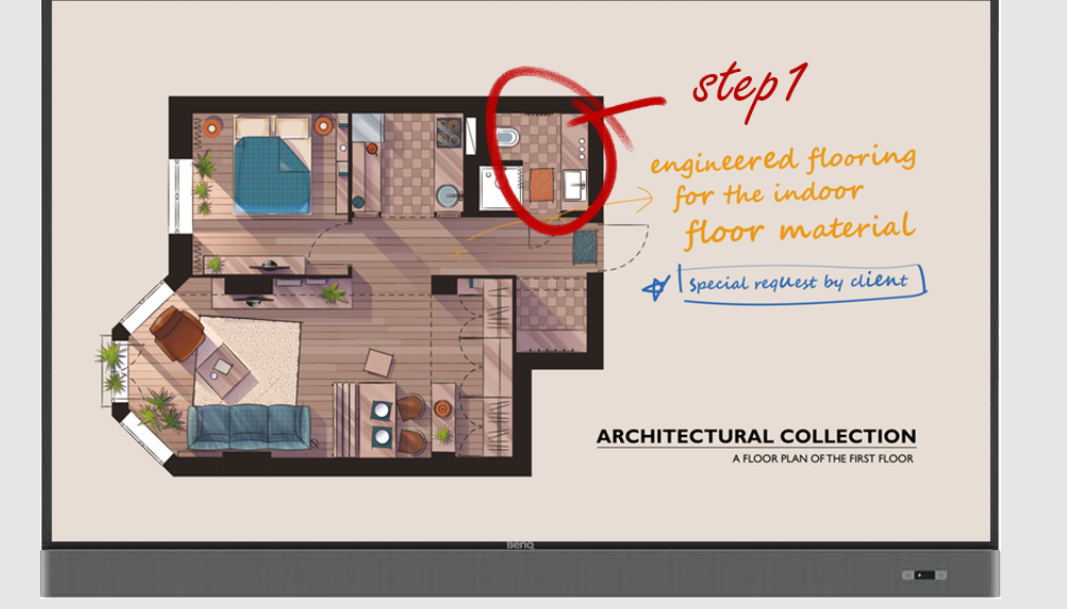 step1
engineered flooring
for the indoor
floor material
special request by client
ARCHITECTURAL COLLECTION
A FLOOR PLAN OF THE FIRST FLOOR
BenQ